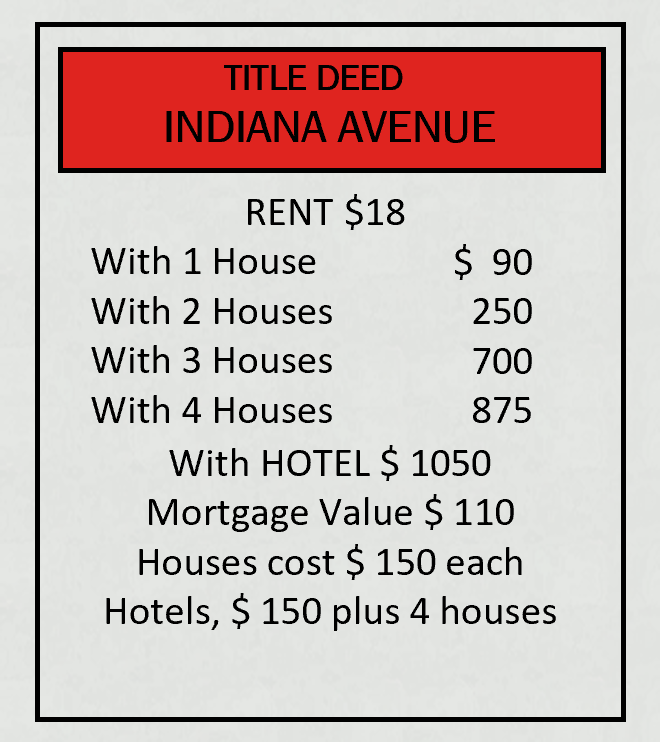 TITLE DEED
INDIANA AVENUE
RENT $18
With 1 House $ 90
With 2 Houses 250
With 3 Houses 700
With 4 Houses 875
With HOTEL $ 1050
Mortgage Value $ 110
Houses cost $ 150 each
Hotels, $ 150 plus 4 houses